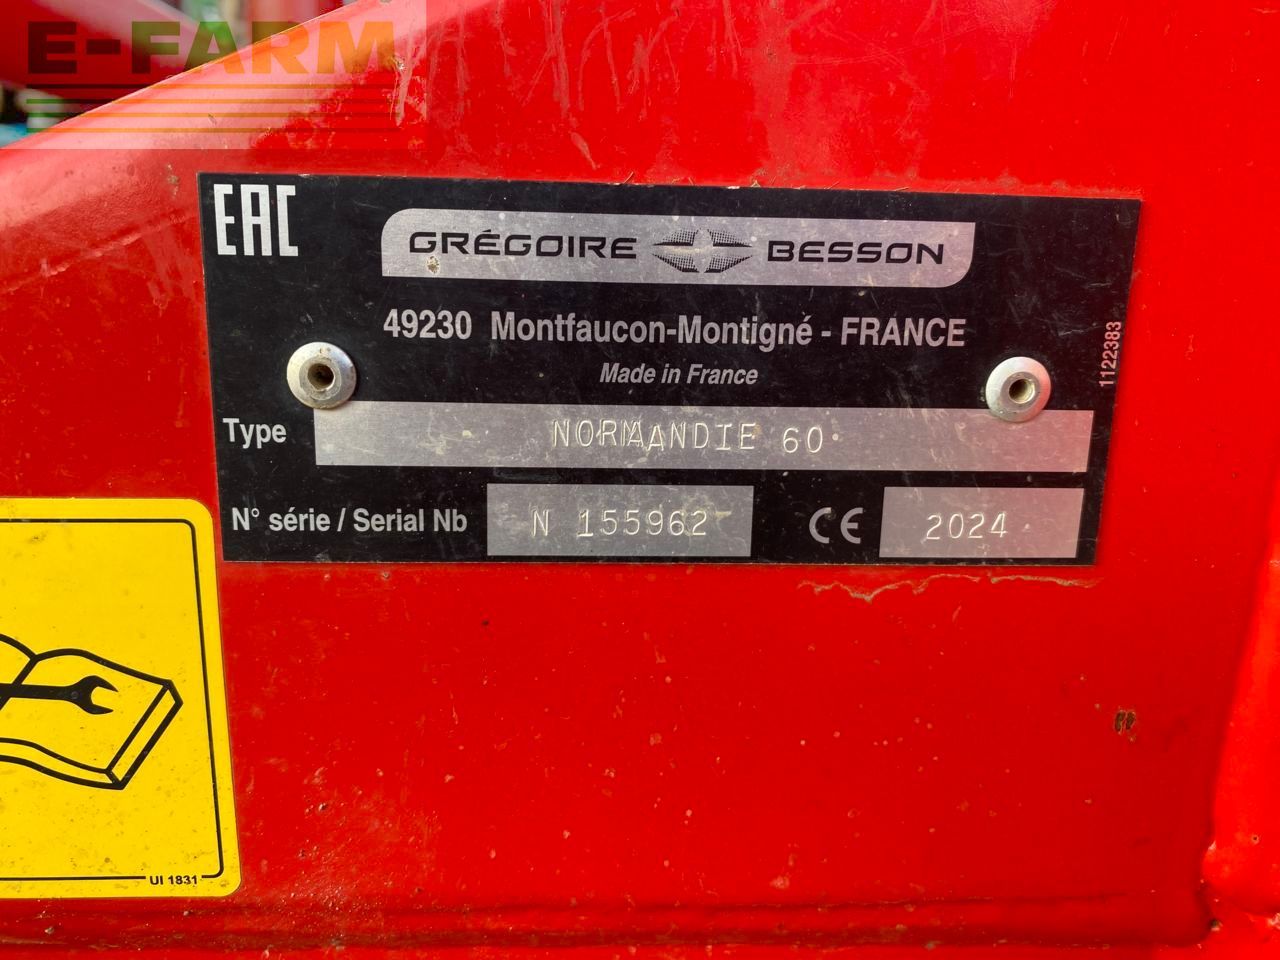 E-FARM
EAC
GRÉGOIRE BESSON
49230 Montfaucon-Montigné - FRANCE
Made in France
1122383
Type NORMANDIE 60
N° série / Serial Nb N 155962 CE 2024
UI 1831